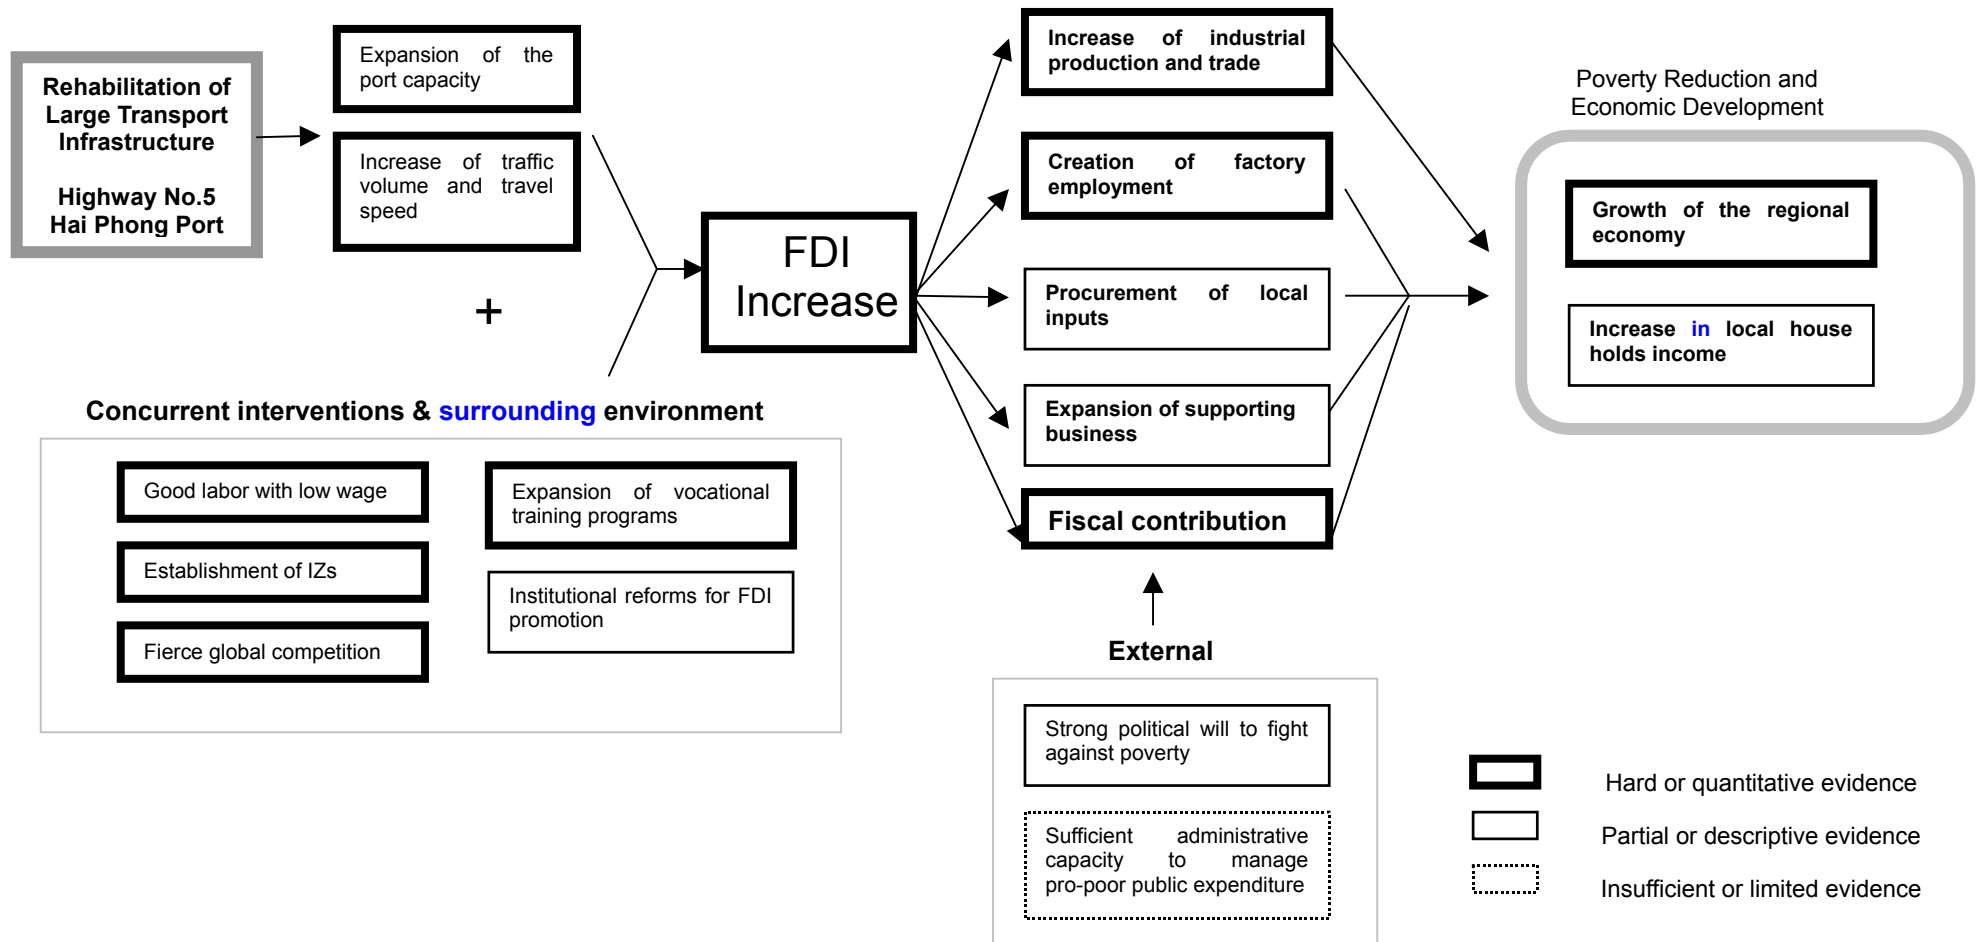 Rehabilitation of
Large Transport
Infrastructure
Highway No.5
Hai Phong Port
Expansion of the
port capacity
Increase of traffic
volume and travel
speed
+
Concurrent interventions & surrounding environment
Good labor with low wage
Establishment of IZs
Fierce global competition
Expansion of vocational
training programs
Institutional reforms for FDI
promotion
FDI
Increase
Increase of industrial
production and trade
Creation of factory
employment
Procurement of local
inputs
Expansion of supporting
business
Fiscal contribution
External
Strong political will to fight
against poverty
Sufficient administrative
capacity to manage
pro-poor public expenditure
Poverty Reduction and
Economic Development
Growth of the regional
economy
Increase in local house
holds income
Hard or quantitative evidence
Partial or descriptive evidence
Insufficient or limited evidence